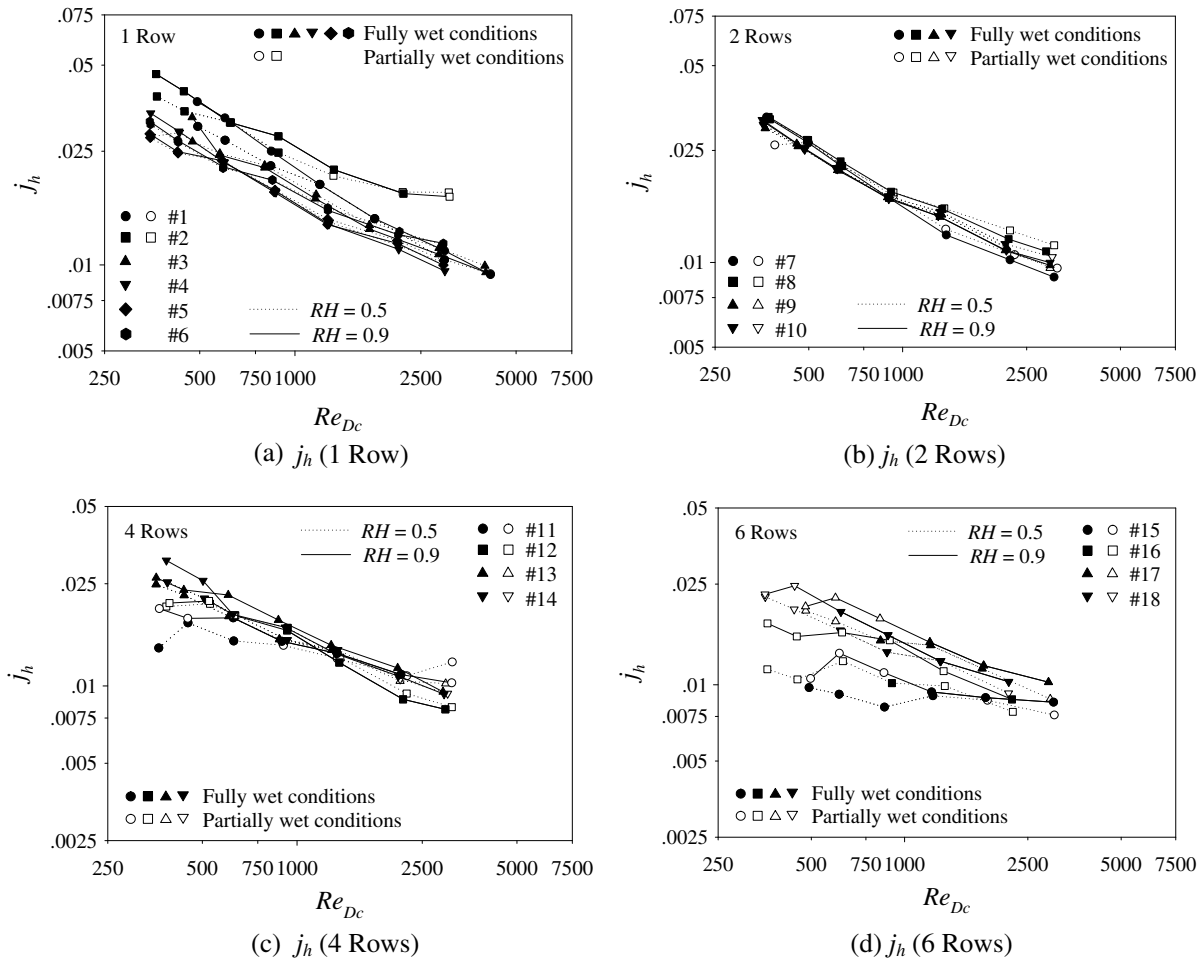 1 Row
Fully wet conditions
Partially wet conditions
.075
.05
.025
.01
.0075
.005
j_h
#1
#2
#3
#4
#5
#6
RH = 0.5
RH = 0.9
250 500 750 1000 2500 5000 7500
Re_Dc
(a) j_h (1 Row)
2 Rows
Fully wet conditions
Partially wet conditions
.075
.05
.025
.01
.0075
.005
j_h
#7
#8
#9
#10
RH = 0.5
RH = 0.9
250 500 750 1000 2500 5000 7500
Re_Dc
(b) j_h (2 Rows)
4 Rows
RH = 0.5
RH = 0.9
#11
#12
#13
#14
.05
.025
.01
.0075
.005
.0025
j_h
Fully wet conditions
Partially wet conditions
250 500 750 1000 2500 5000 7500
Re_Dc
(c) j_h (4 Rows)
6 Rows
RH = 0.5
RH = 0.9
#15
#16
#17
#18
.05
.025
.01
.0075
.005
.0025
j_h
Fully wet conditions
Partially wet conditions
250 500 750 1000 2500 5000 7500
Re_Dc
(d) j_h (6 Rows)